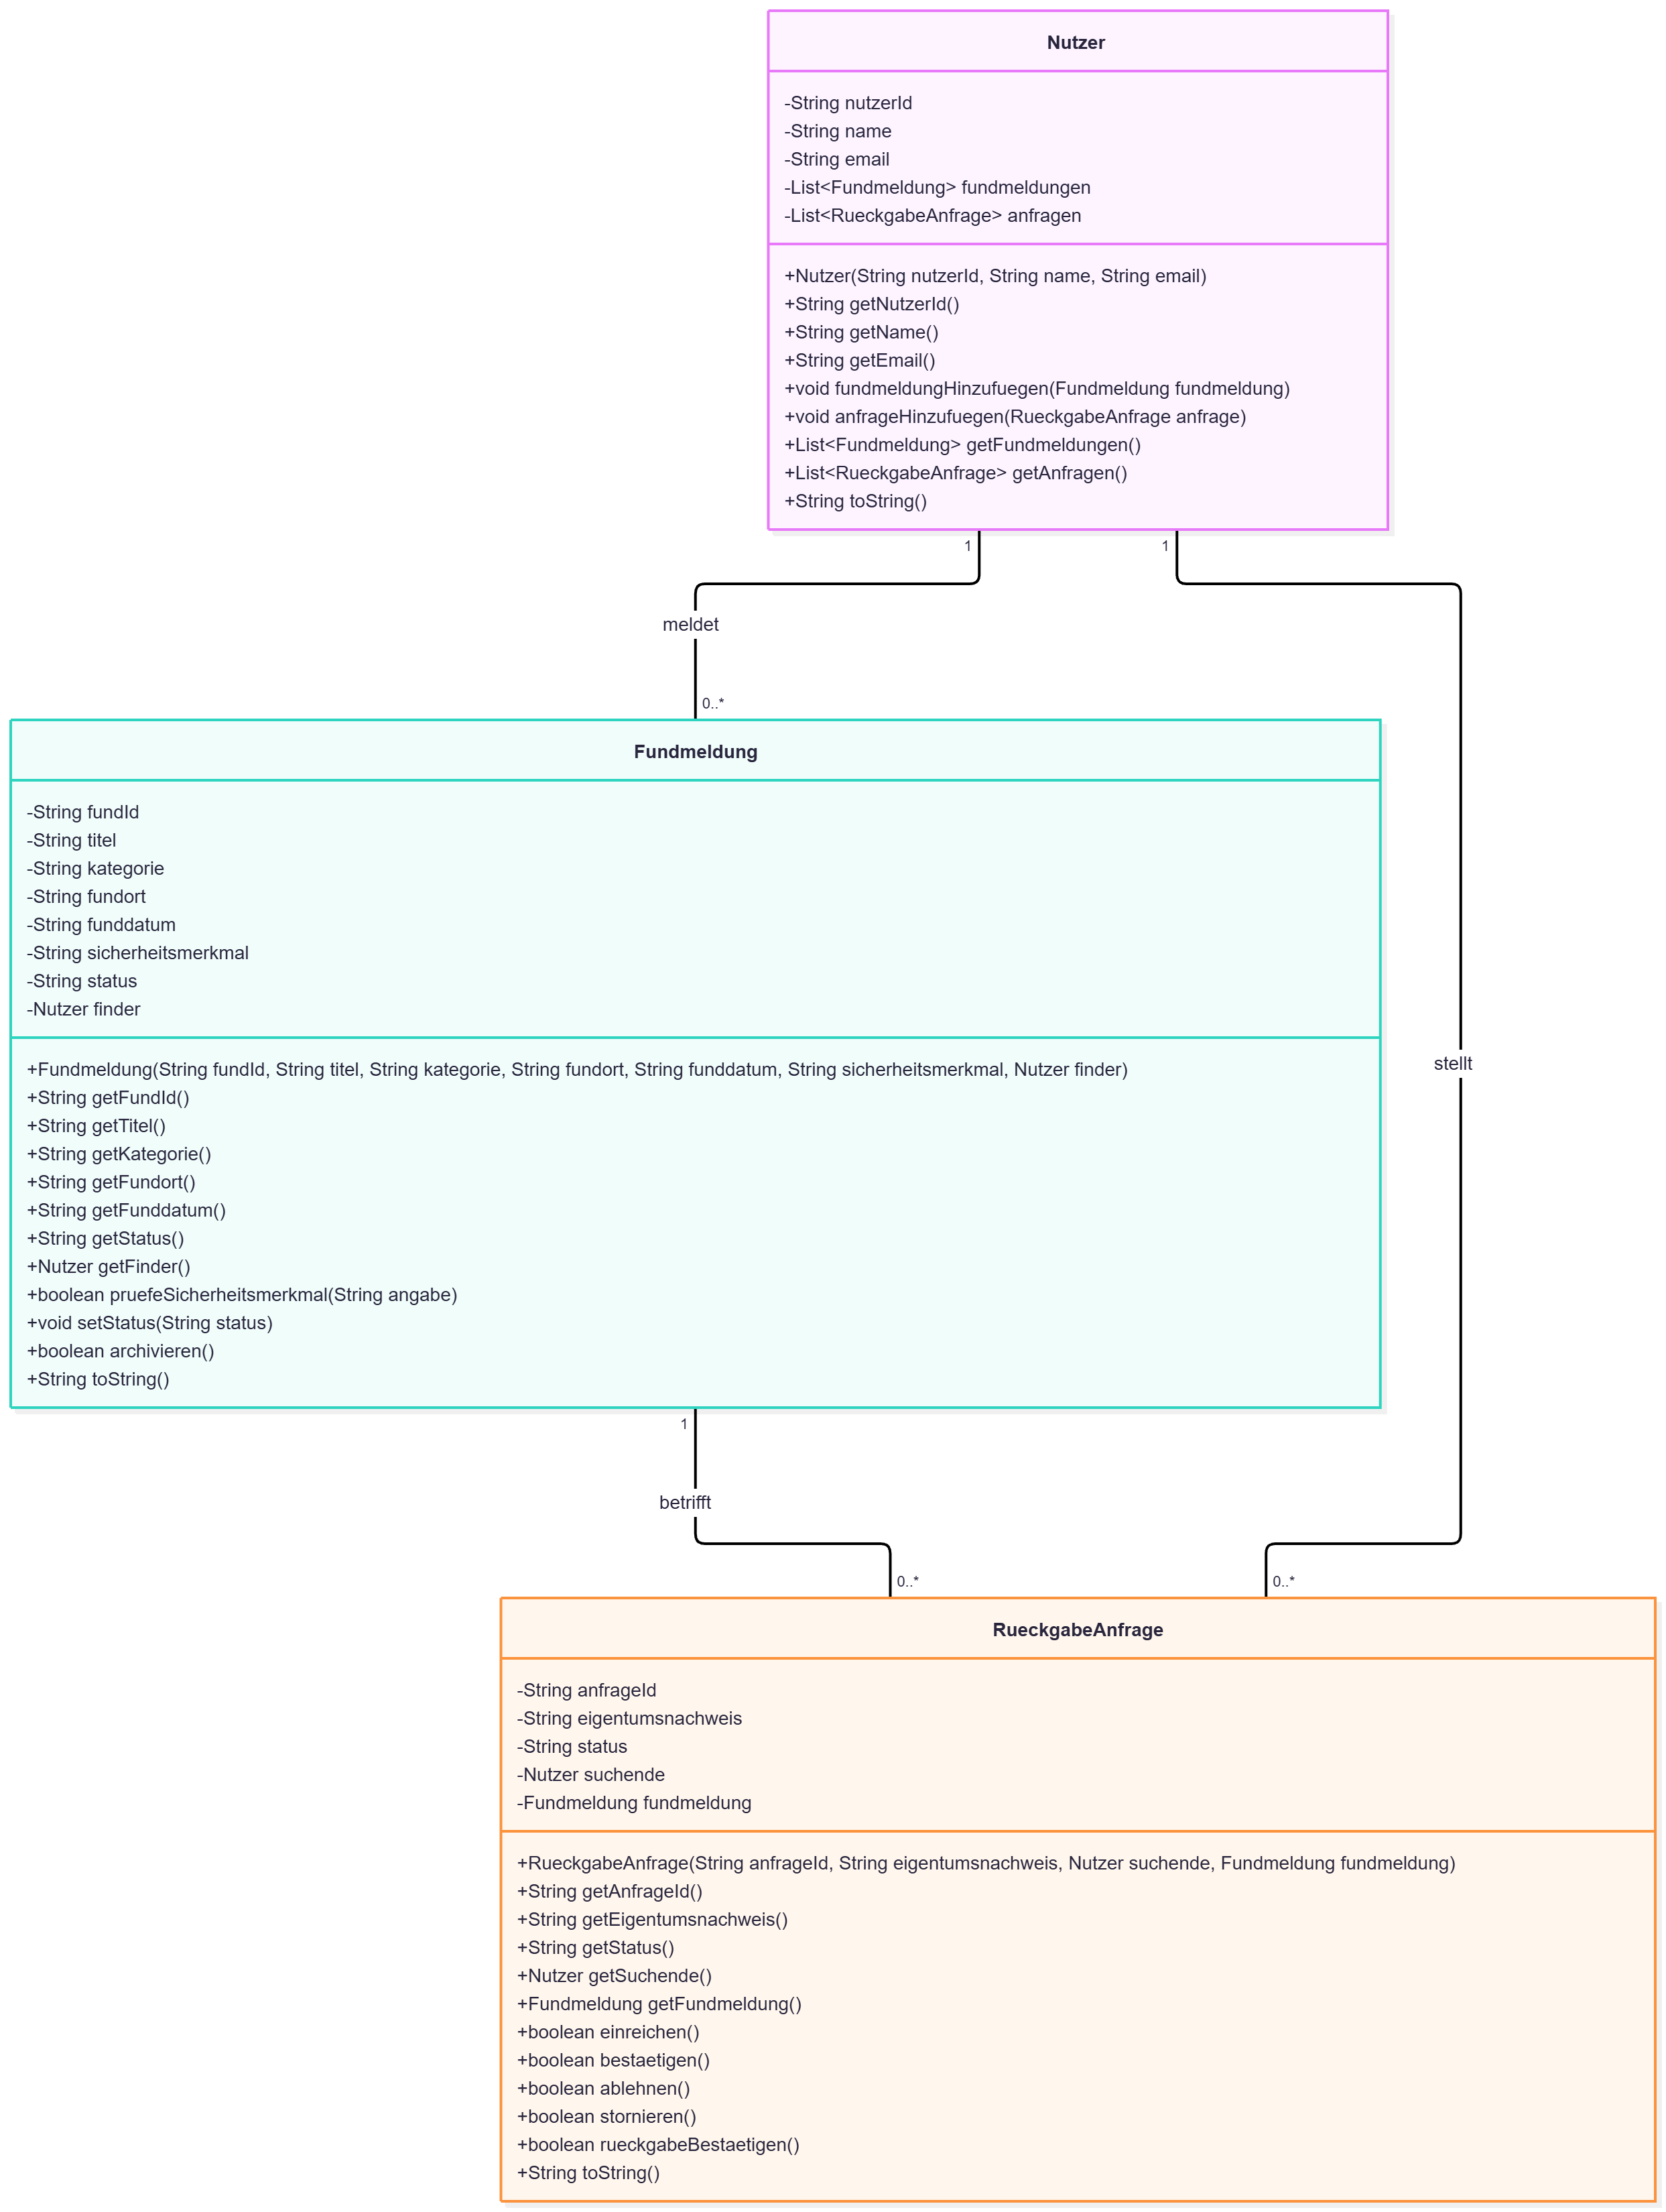 Nutzer
-String nutzerId
-String name
-String email
-List<Fundmeldung> fundmeldungen
-List<RueckgabeAnfrage> anfragen
+Nutzer(String nutzerId, String name, String email)
+String getNutzerId()
+String getName()
+String getEmail()
+void fundmeldungHinzufuegen(Fundmeldung fundmeldung)
+void anfrageHinzufuegen(RueckgabeAnfrage anfrage)
+List<Fundmeldung> getFundmeldungen()
+List<RueckgabeAnfrage> getAnfragen()
+String toString()
1
1
meldet
0..*
Fundmeldung
-String fundId
-String titel
-String kategorie
-String fundort
-String funddatum
-String sicherheitsmerkmal
-String status
-Nutzer finder
+Fundmeldung(String fundId, String titel, String kategorie, String fundort, String funddatum, String sicherheitsmerkmal, Nutzer finder)
+String getFundId()
+String getTitel()
+String getKategorie()
+String getFundort()
+String getFunddatum()
+String getStatus()
+Nutzer getFinder()
+boolean pruefeSicherheitsmerkmal(String angabe)
+void setStatus(String status)
+boolean archivieren()
+String toString()
stellt
1
betrifft
0..*
0..*
RueckgabeAnfrage
-String anfrageId
-String eigentumsnachweis
-String status
-Nutzer suchende
-Fundmeldung fundmeldung
+RueckgabeAnfrage(String anfrageId, String eigentumsnachweis, Nutzer suchende, Fundmeldung fundmeldung)
+String getAnfrageId()
+String getEigentumsnachweis()
+String getStatus()
+Nutzer getSuchende()
+Fundmeldung getFundmeldung()
+boolean einreichen()
+boolean bestaetigen()
+boolean ablehnen()
+boolean stornieren()
+boolean rueckgabeBestaetigen()
+String toString()